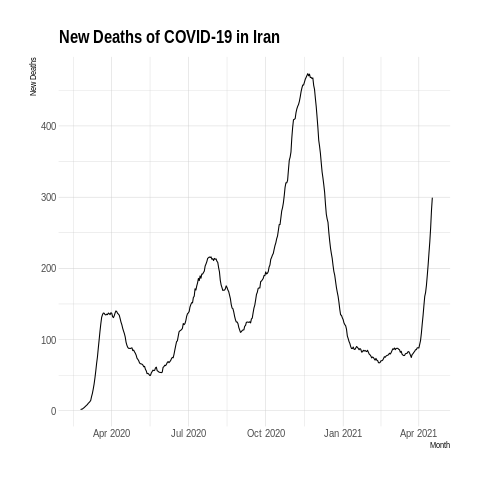 New Deaths of COVID-19 in Iran
New Deaths
400
300
200
100
0
Apr 2020 Jul 2020 Oct 2020 Jan 2021 Apr 2021
Month